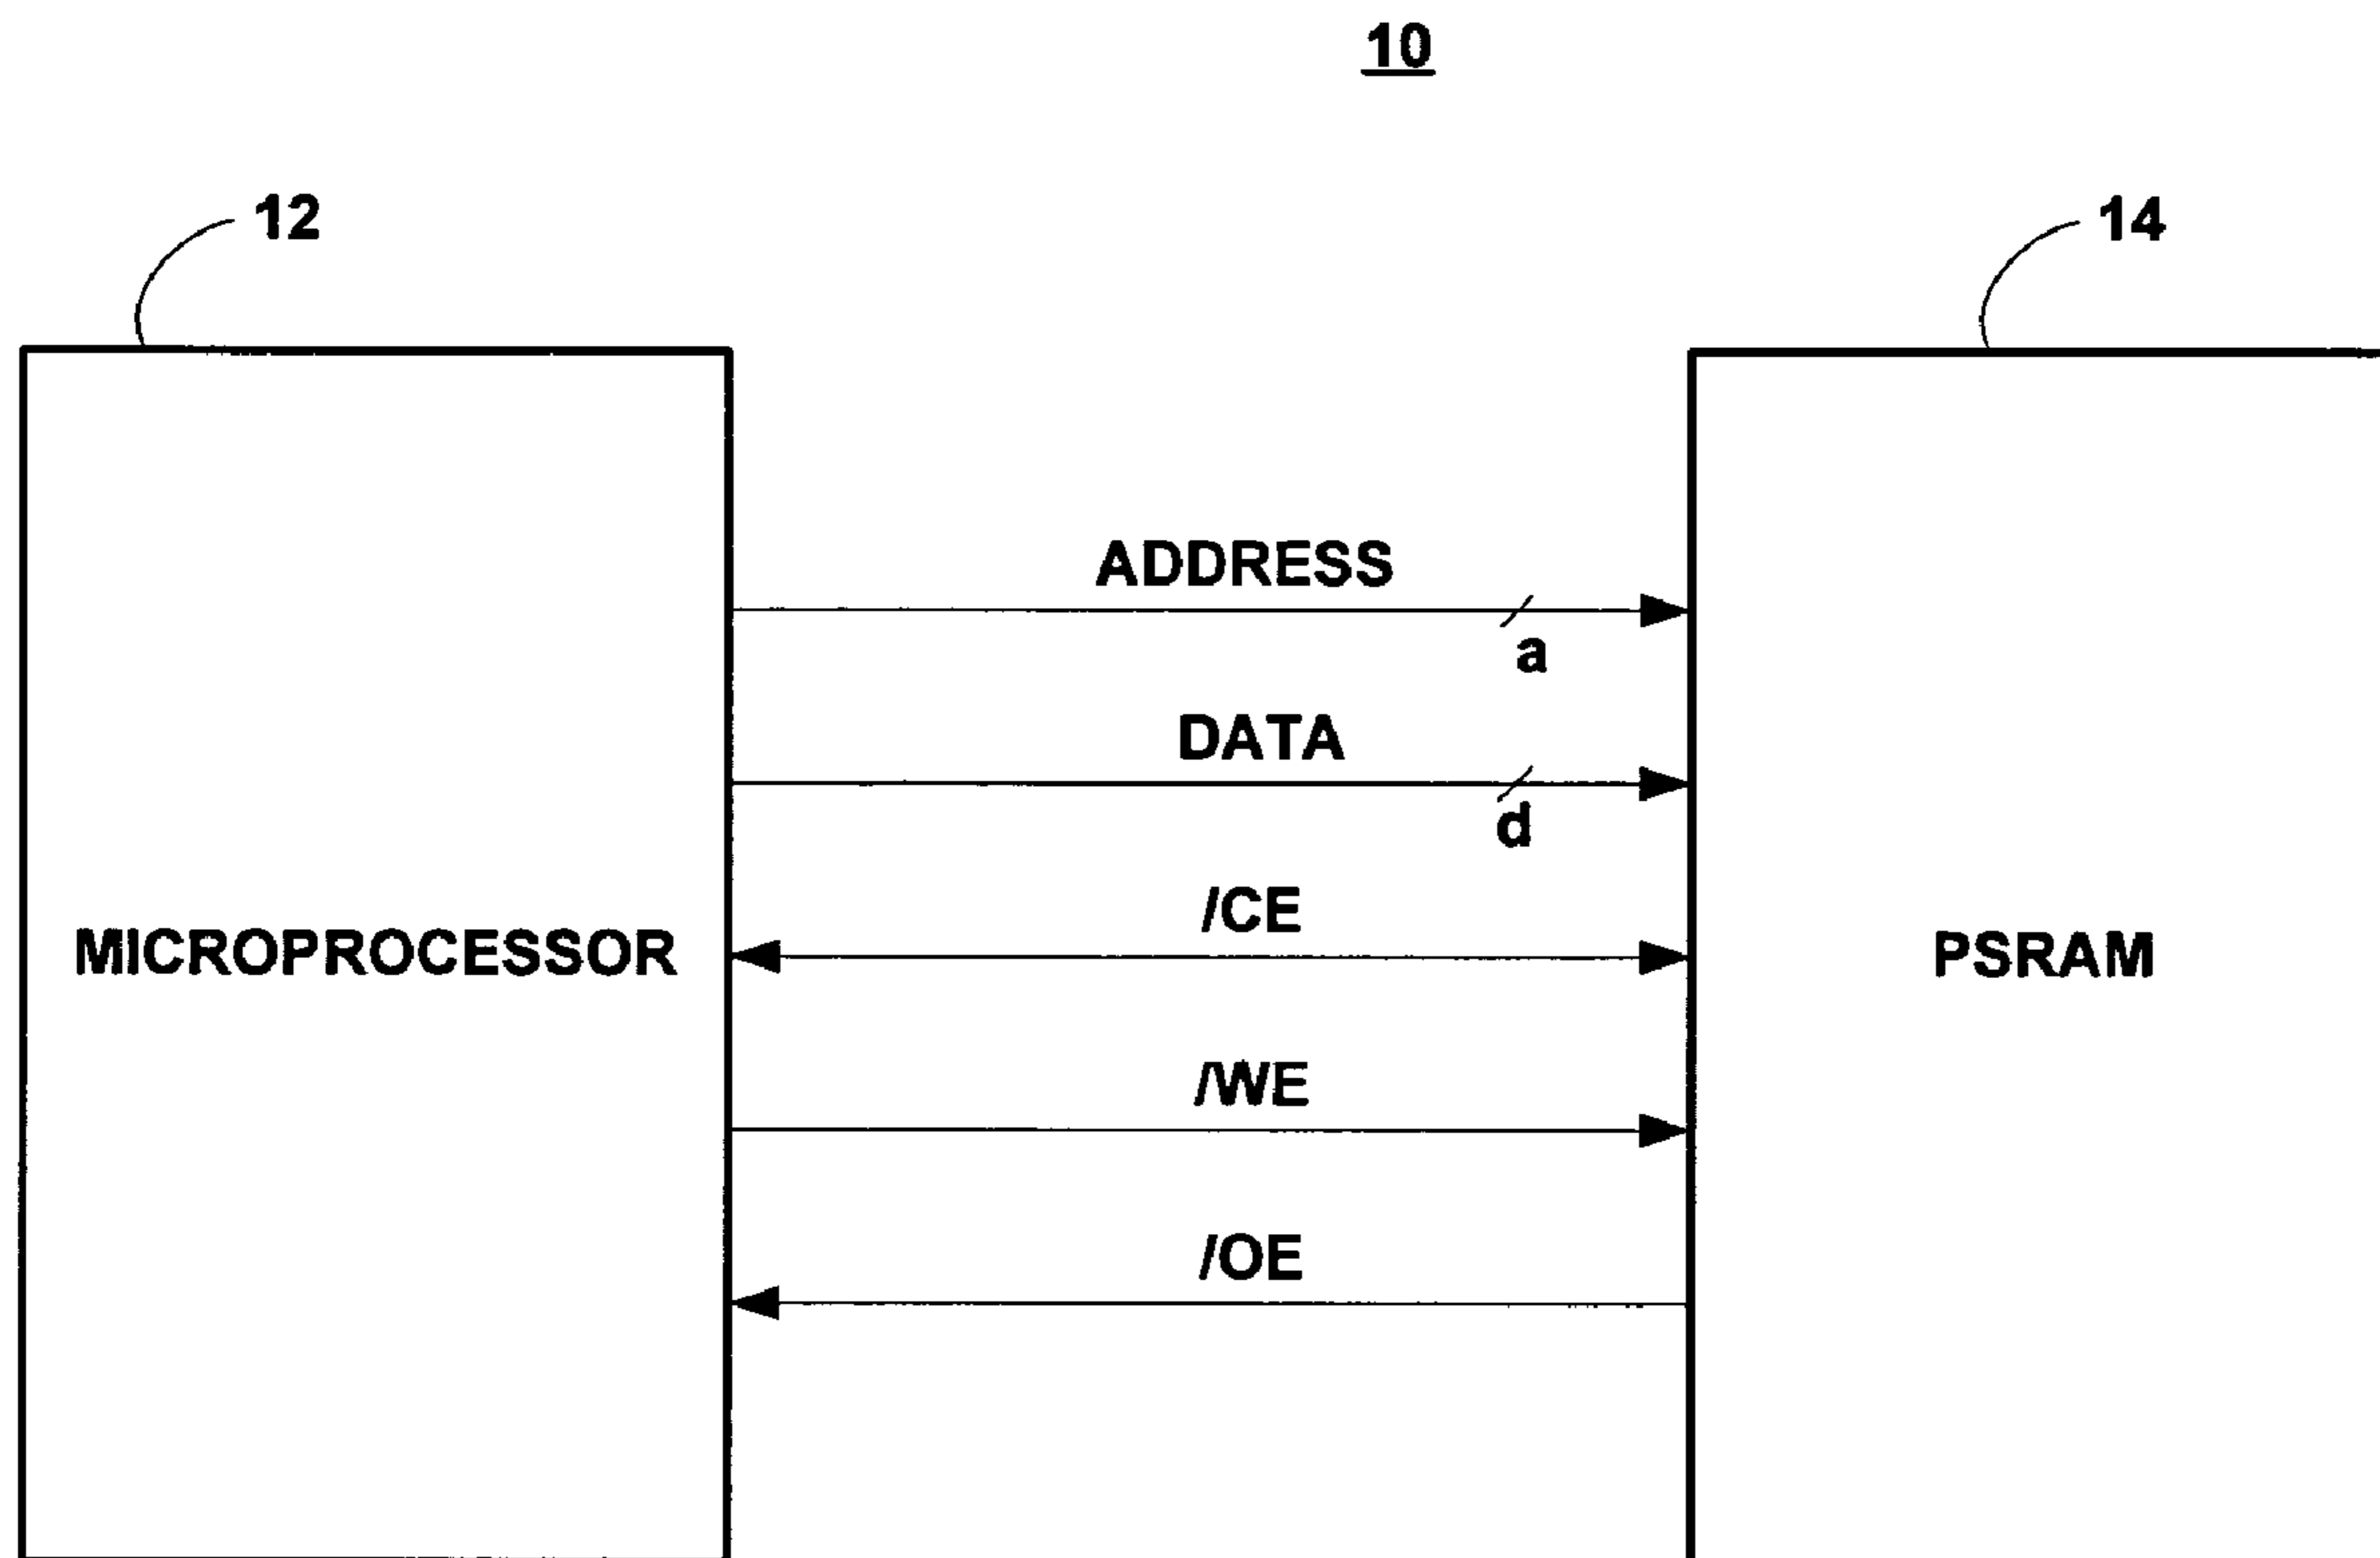 10
12
14
ADDRESS
a
DATA
d
/CE
MICROPROCESSOR
PSRAM
/WE
/OE